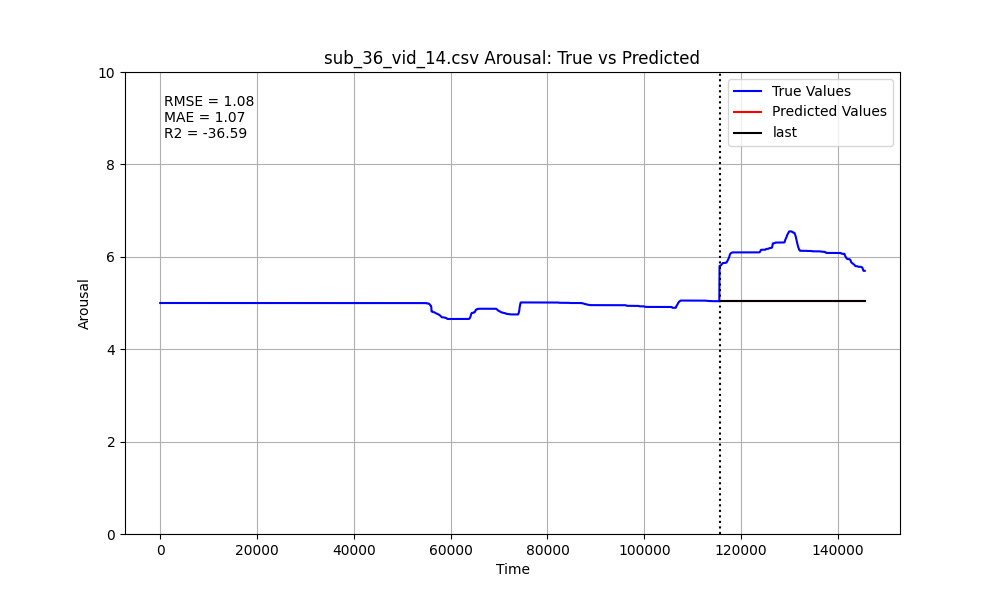 sub_36_vid_14.csv Arousal: True vs Predicted
10
8
6
4
2
0
Arousal
RMSE = 1.08
MAE = 1.07
R2 = -36.59
True Values
Predicted Values
last
0 20000 40000 60000 80000 100000 120000 140000
Time